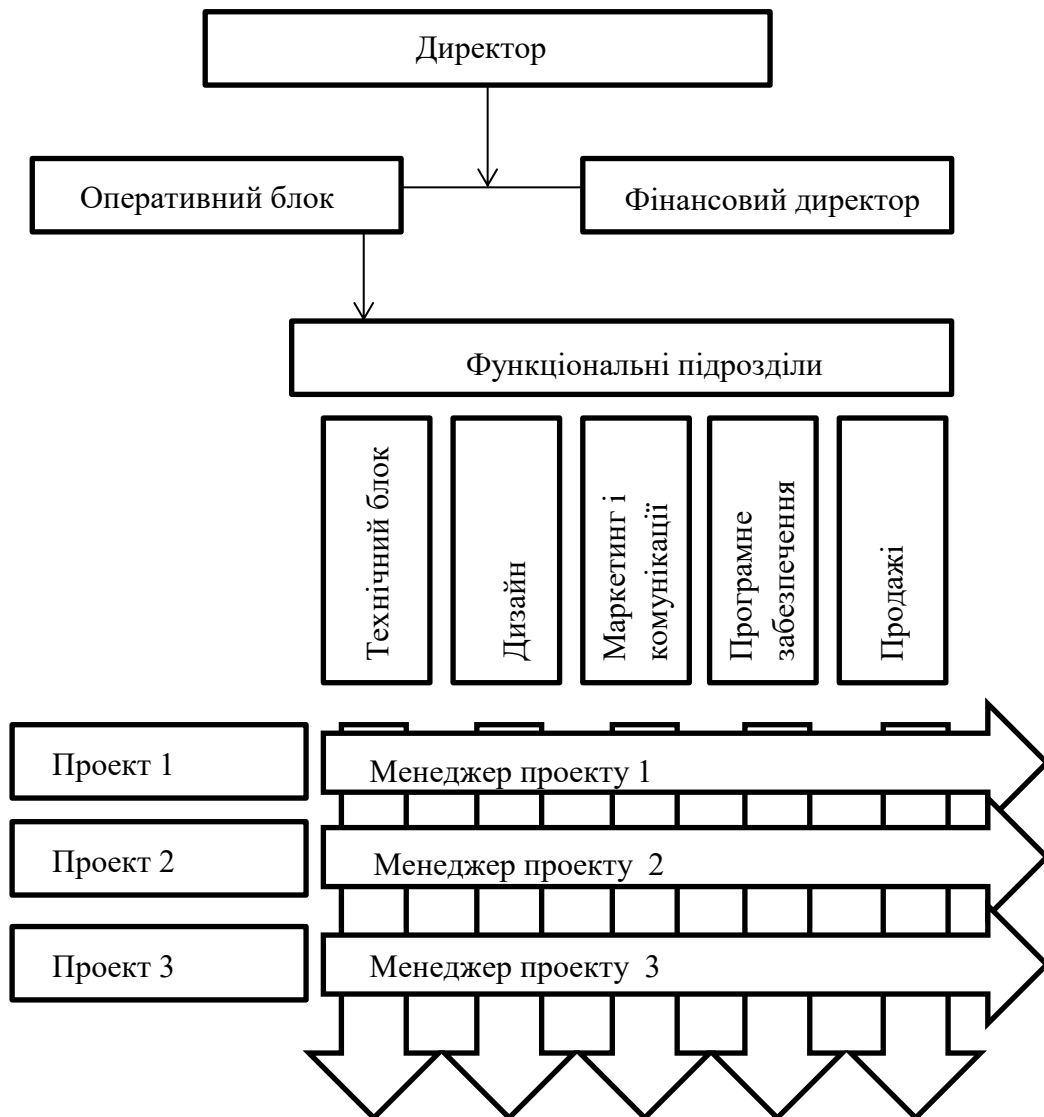 Директор
Оперативний блок
Фінансовий директор
Функціональні підрозділи
Технічний блок
Дизайн
Маркетинг і
комунікації
Програмне
забезпечення
Продажі
Проект 1
Менеджер проекту 1
Проект 2
Менеджер проекту 2
Проект 3
Менеджер проекту 3